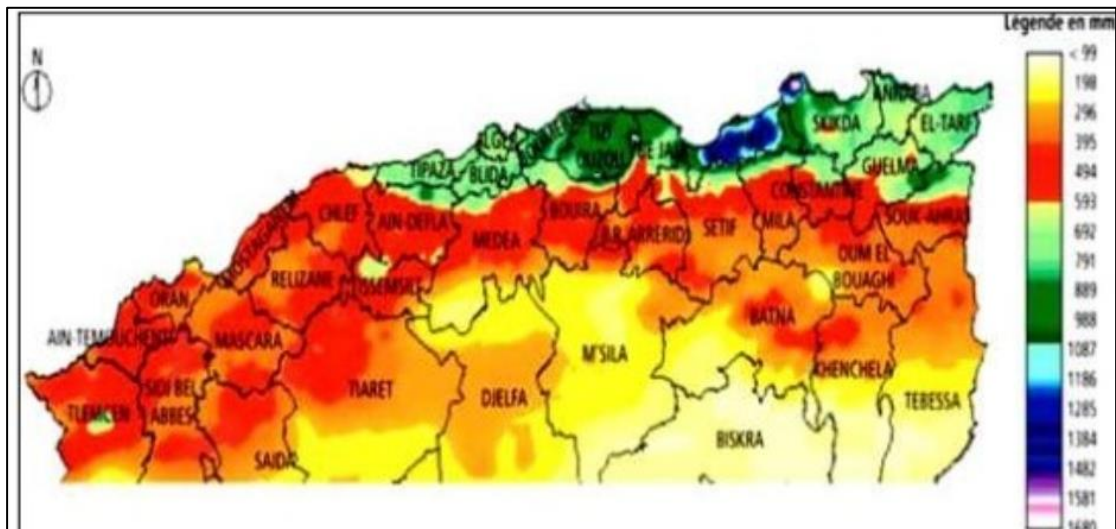 Légende en mm
N
< 99
198
296
395
494
593
692
791
889
988
1087
1186
1285
1384
1482
1581
1680
ANNABA
SKIKDA
EL-TARF
TIZI
OUZOU
TIPAZA
BLIDA
GUELMA
CONSTANTINE
CHLEF
AIN-DEFLA
BOUIRA
SOUK-AHRAS
MEDEA
SETIF
MILA
MOSTAGANEM
OUM EL
BOUAGHI
RELIZANE
ORAN
BATNA
AIN-TEMOUCHENT
MASCARA
M'SILA
KHENCHELA
TIARET
DJELFA
TEBESSA
SIDI BEL
ABBES
TLEMCEN
BISKRA
SAIDA